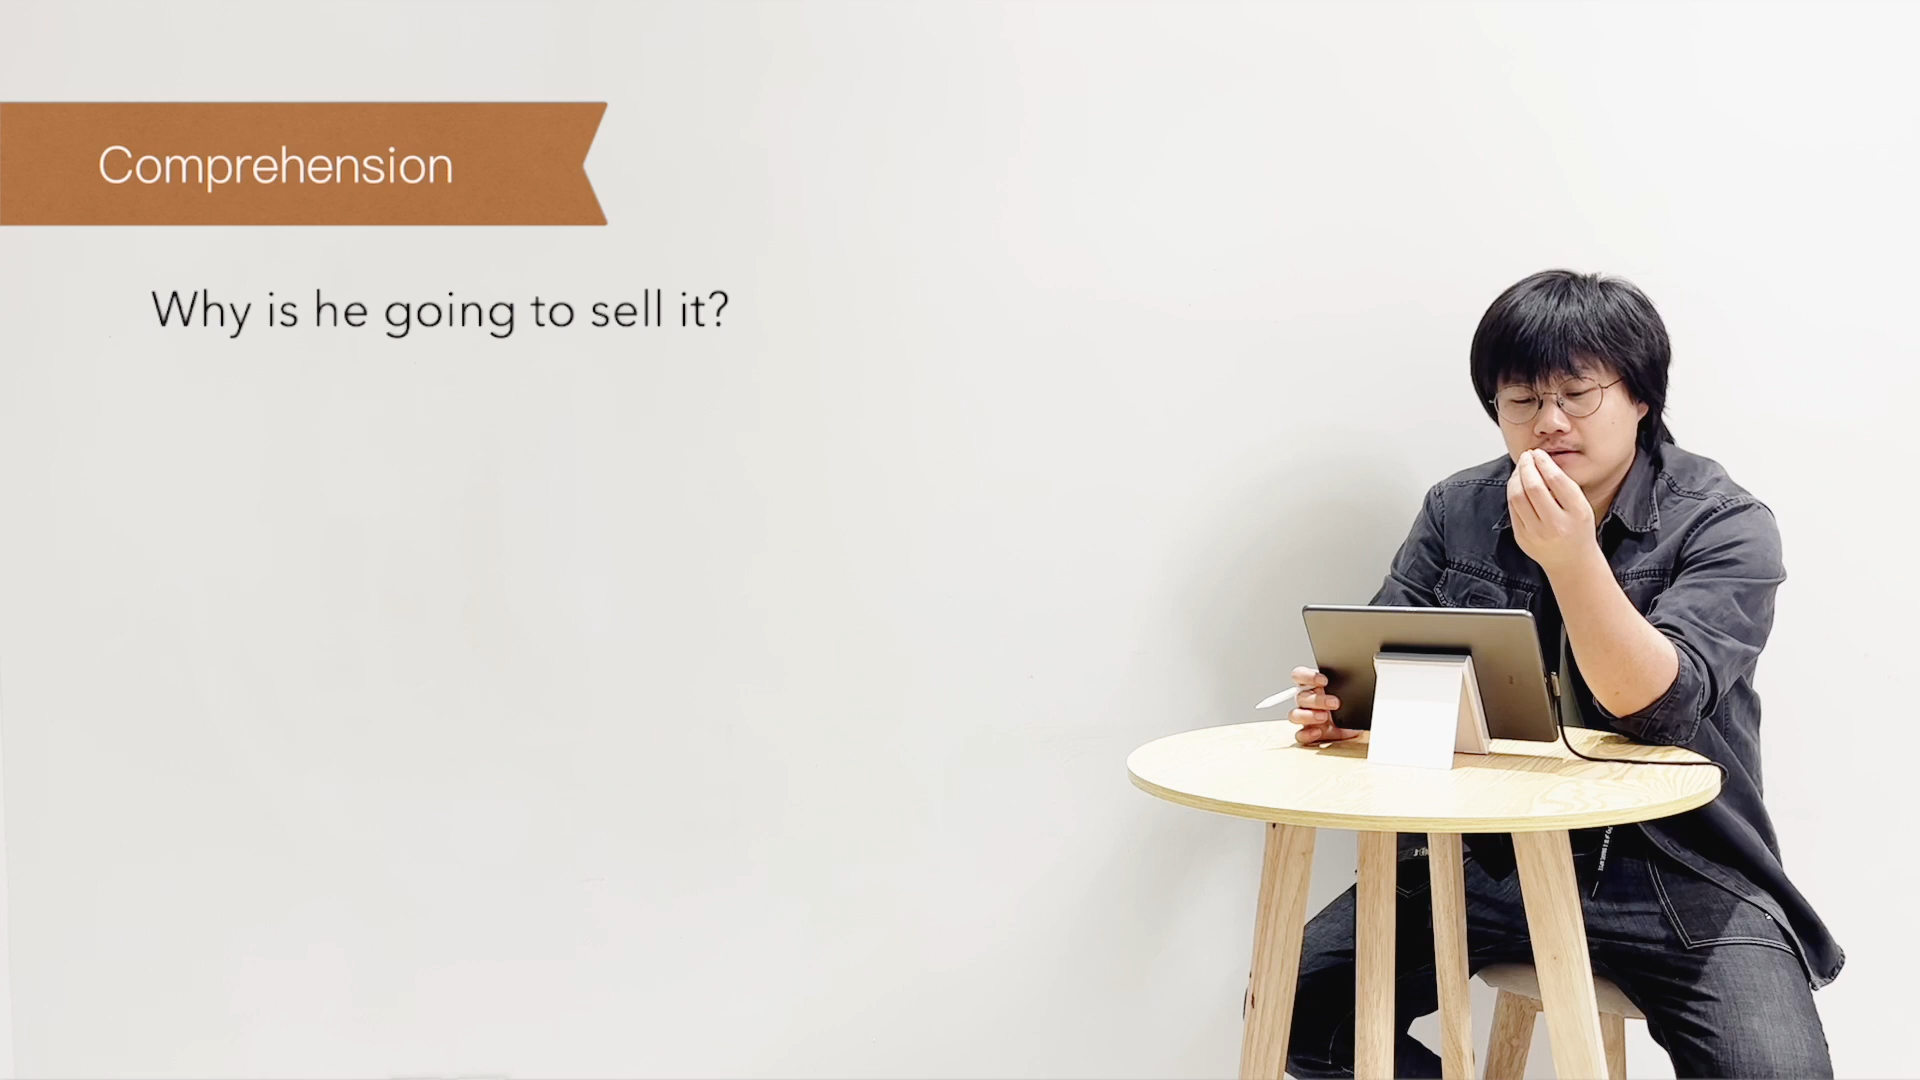 Comprehension
Why is he going to sell it?